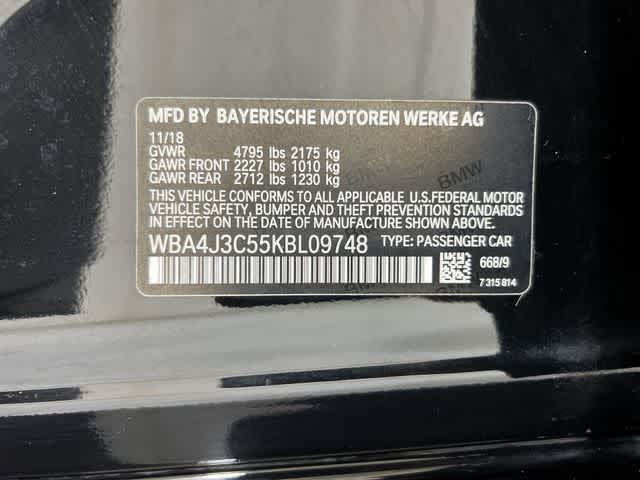 MFD BY BAYERISCHE MOTOREN WERKE AG
11/18
GVWR 4795 lbs 2175 kg
GAWR FRONT 2227 lbs 1010 kg
GAWR REAR 2712 lbs 1230 kg
BMW
THIS VEHICLE CONFORMS TO ALL APPLICABLE U.S.FEDERAL MOTOR
VEHICLE SAFETY, BUMPER, AND THEFT PREVENTION STANDARDS
IN EFFECT ON THE DATE OF MANUFACTURE SHOWN ABOVE.
WBA4J3C55KBL09748 TYPE: PASSENGER CAR
668/9
7 315 814
BMW